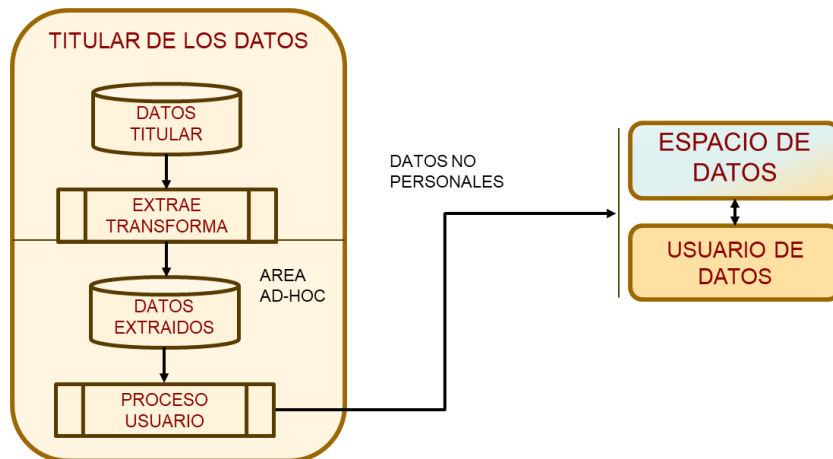 TITULAR DE LOS DATOS
DATOS
TITULAR
EXTRAE
TRANSFORMA
AREA
AD-HOC
DATOS
EXTRAIDOS
PROCESO
USUARIO
DATOS NO
PERSONALES
ESPACIO DE
DATOS
USUARIO DE
DATOS